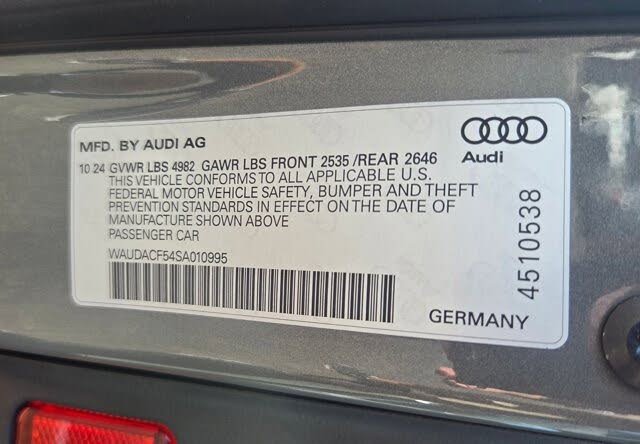 MFD. BY AUDI AG
Audi
10 24 GVWR LBS 4982 GAWR LBS FRONT 2535 /REAR 2646
THIS VEHICLE CONFORMS TO ALL APPLICABLE U.S.
FEDERAL MOTOR VEHICLE SAFETY, BUMPER AND THEFT
PREVENTION STANDARDS IN EFFECT ON THE DATE OF
MANUFACTURE SHOWN ABOVE
PASSENGER CAR
WAUDACF54SA010995
4510538
GERMANY